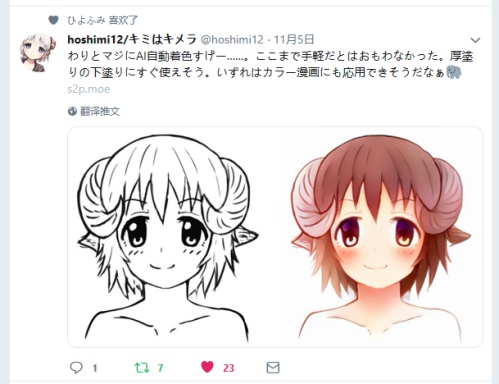 ひよふみ 喜欢了
hoshimi12/キミはキメラ @hoshimi12 · 11月5日
わりとマジにAI自動着色すげー……。ここまで手軽だとはおもわなかった。厚塗
りの下塗りにすぐ使えそう。いずれはカラー漫画にも応用できそうだなぁ🐘
s2p.moe
翻译推文
1 7 23